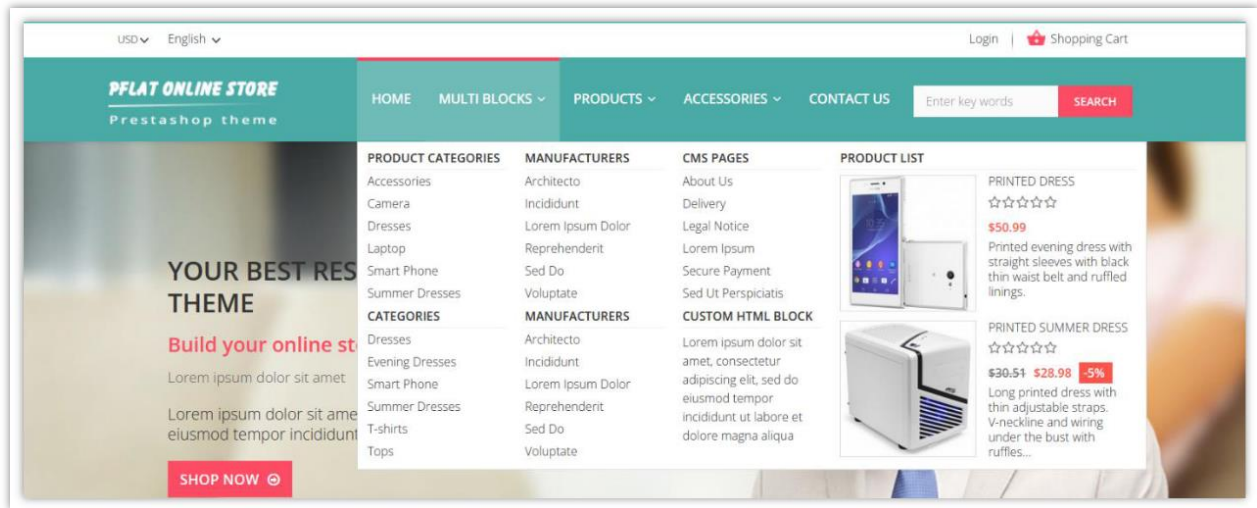 USD English Login | Shopping Cart
PFLAT ONLINE STORE
Prestashop theme
HOME MULTI BLOCKS PRODUCTS ACCESSORIES CONTACT US Enter key words SEARCH
PRODUCT CATEGORIES
Accessories
Camera
Dresses
Laptop
Smart Phone
Summer Dresses
CATEGORIES
Dresses
Evening Dresses
Smart Phone
Summer Dresses
T-shirts
Tops
MANUFACTURERS
Architecto
Incididunt
Lorem Ipsum Dolor
Reprehenderit
Sed Do
Voluptate
MANUFACTURERS
Architecto
Incididunt
Lorem Ipsum Dolor
Reprehenderit
Sed Do
Voluptate
CMS PAGES
About Us
Delivery
Legal Notice
Lorem Ipsum
Secure Payment
Sed Ut Perspiciatis
CUSTOM HTML BLOCK
Lorem ipsum dolor sit
amet, consectetur
adipiscing elit, sed do
eiusmod tempor
incididunt ut labore et
dolore magna aliqua
PRODUCT LIST
PRINTED DRESS
$50.99
Printed evening dress with
straight sleeves with black
thin waist belt and ruffled
linings.
PRINTED SUMMER DRESS
$30.51 $28.98 -5%
Long printed dress with
thin adjustable straps.
V-neckline and wiring
under the bust with
ruffles...
YOUR BEST RES
THEME
Build your online st
Lorem ipsum dolor sit amet
Lorem ipsum dolor sit ame
eiusmod tempor incididunt
SHOP NOW